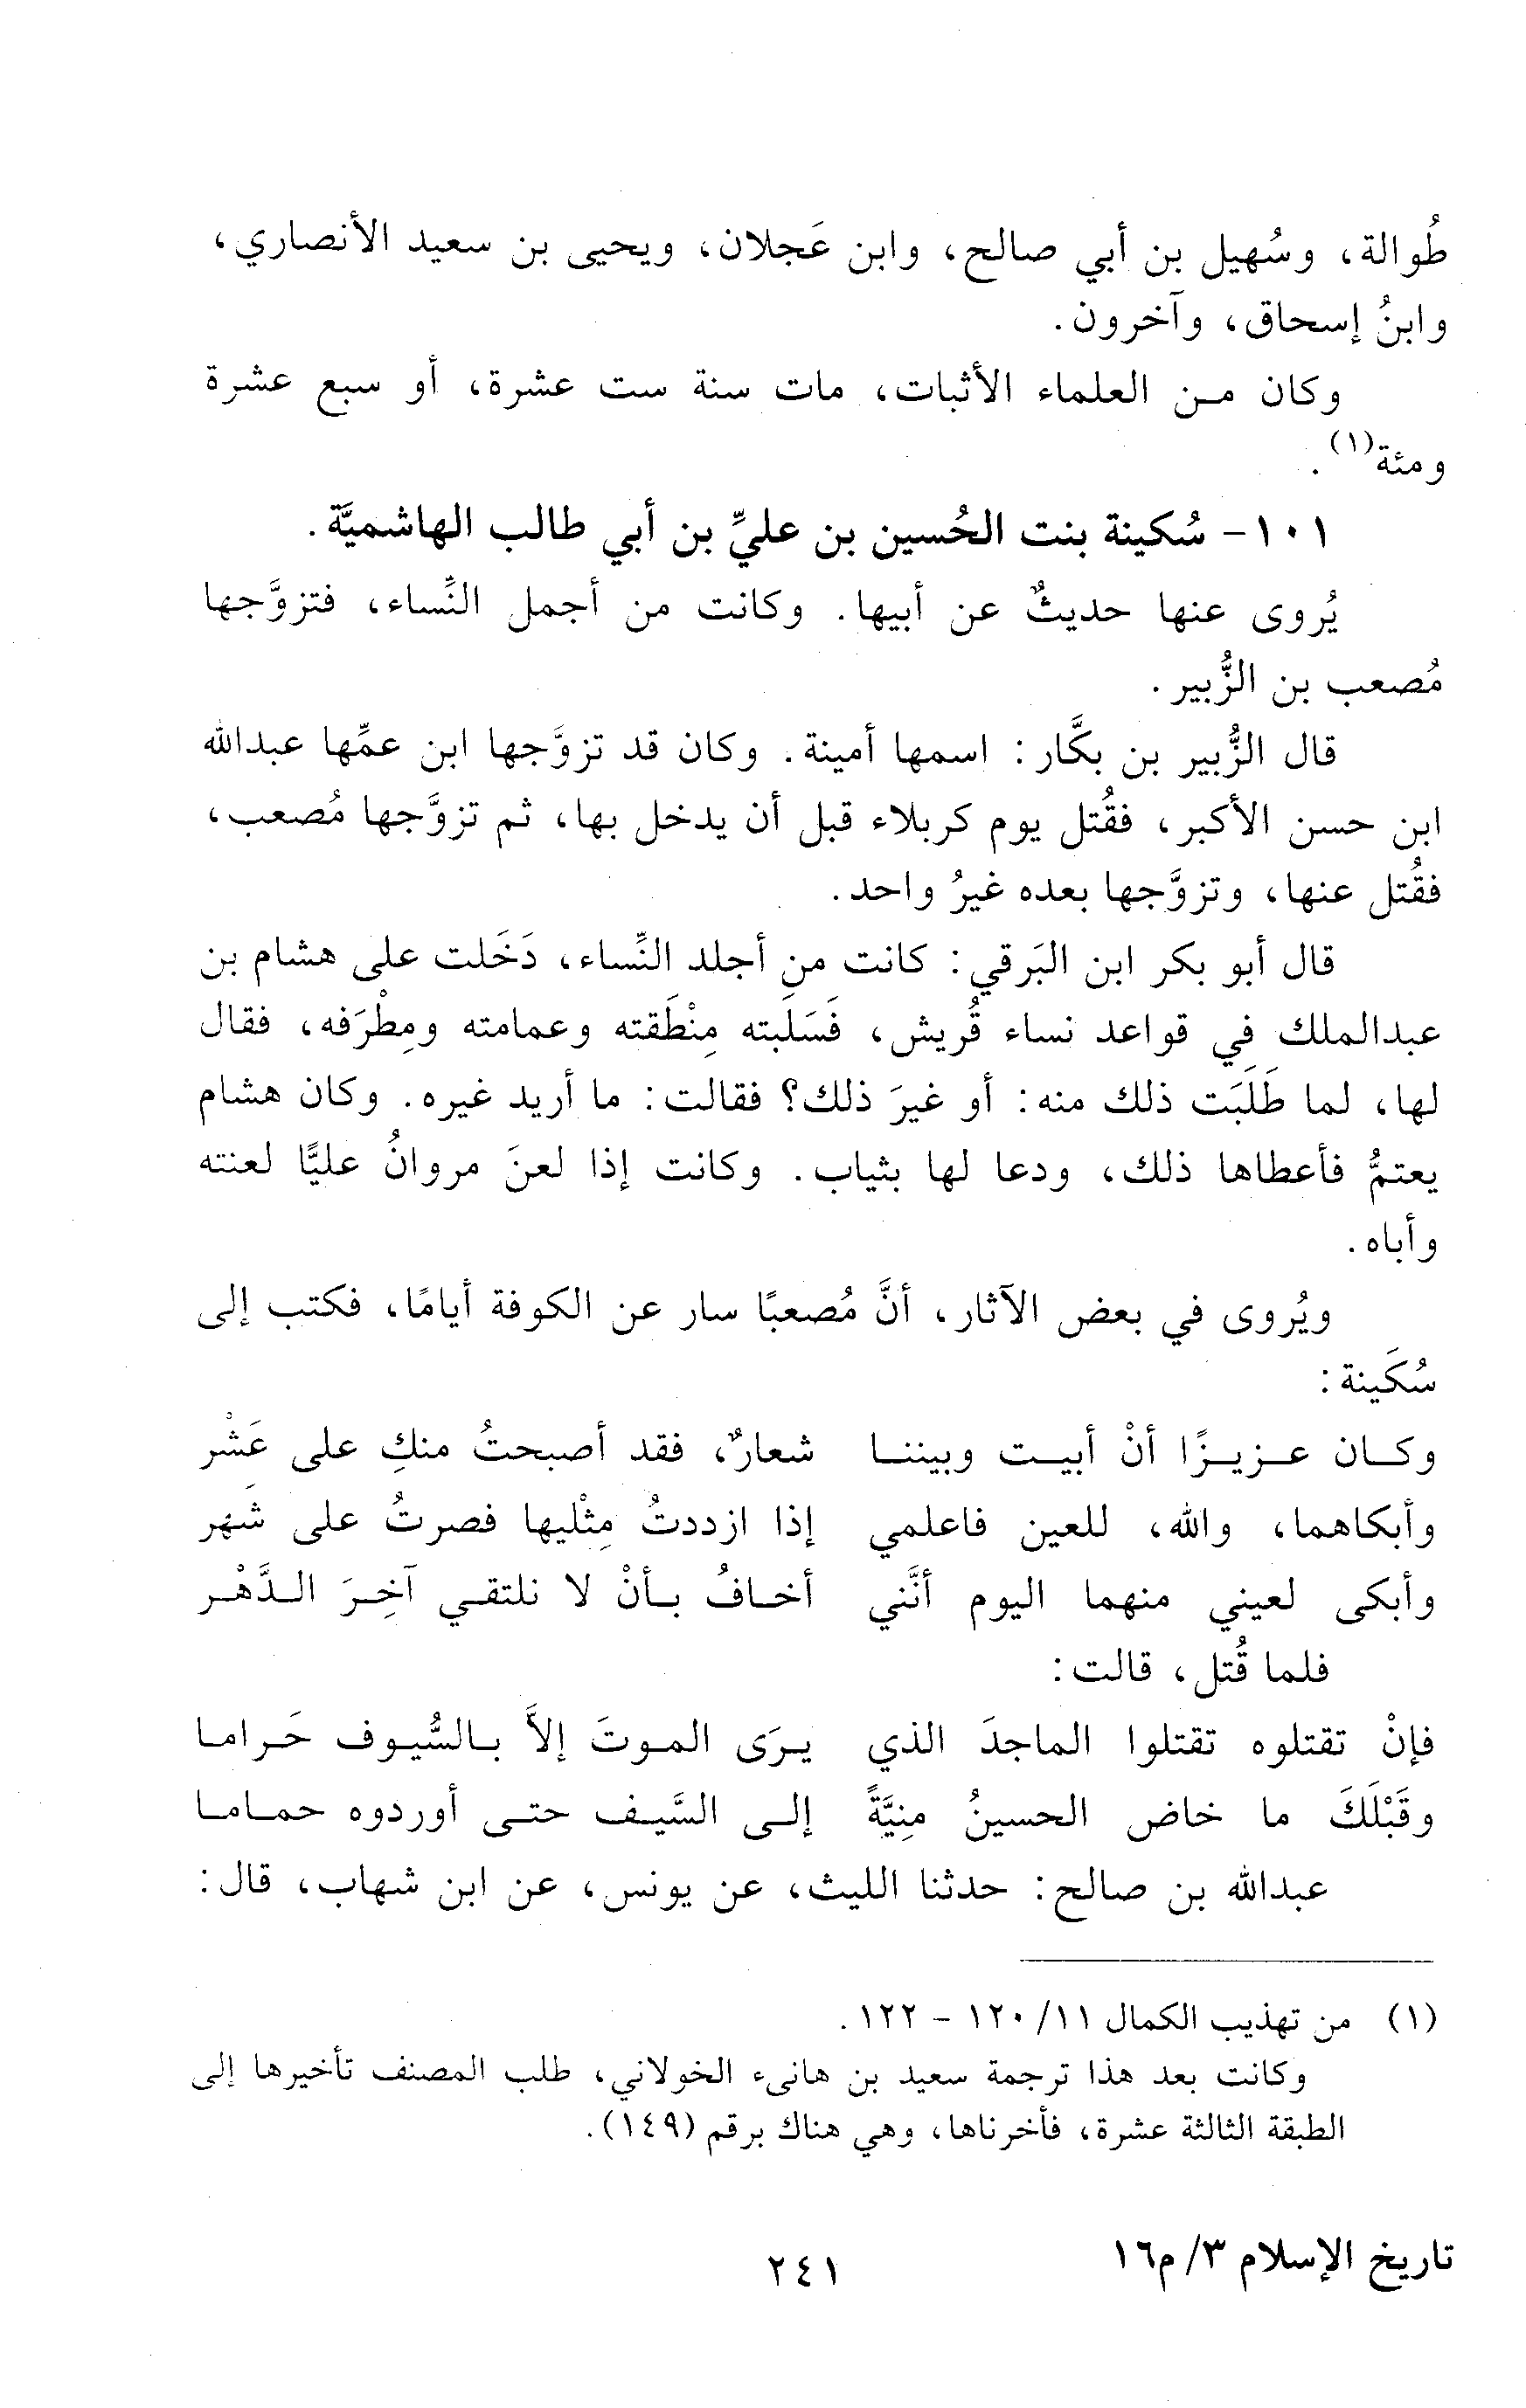 طُوالة، وسُهيل بن أبي صالح، وابن عَجلان، ويحيى بن سعيد الأنصاري،
وابنُ إسحاق، وآخرون.
وكان من العلماء الأثبات، مات سنة ست عشرة، أو سبع عشرة
ومئة(١).
١٠١- سُكينة بنت الحُسين بن عليِّ بن أبي طالب الهاشميَّة.
يُروى عنها حديثٌ عن أبيها. وكانت من أجمل النِّساء، فتزوَّجها
مُصعب بن الزُّبير.
قال الزُّبير بن بكَّار: اسمها أمينة. وكان قد تزوَّجها ابن عمِّها عبدالله
ابن حسن الأكبر، فقُتل يوم كربلاء قبل أن يدخل بها، ثم تزوَّجها مُصعب،
فقُتل عنها، وتزوَّجها بعده غيرُ واحد.
قال أبو بكر ابن البَرقي: كانت من أجلد النِّساء، دَخَلت على هشام بن
عبدالملك في قواعد نساء قُريش، فَسَلَبته مِنْطَقته وعمامته ومِطْرَفه، فقال
لها، لما طَلَبَت ذلك منه: أو غيرَ ذلك؟ فقالت: ما أريد غيره. وكان هشام
يعتمُّ فأعطاها ذلك، ودعا لها بثياب. وكانت إذا لعنَ مروانُ عليًّا لعنته
وأباه.
ويُروى في بعض الآثار، أنَّ مُصعبًا سار عن الكوفة أيامًا، فكتب إلى
سُكَينة:
وكان عزيزًا أنْ أبيت وبيننا شعارٌ، فقد أصبحتُ منكِ على عَشْرِ
وأبكاهما، والله، للعين فاعلمي إذا ازددتُ مِثْليها فصرتُ على شهر
وأبكى لعيني منهما اليوم أنَّني أخافُ بأنْ لا نلتقي آخِرَ الدَّهْر
فلما قُتل، قالت:
فإنْ تقتلوه تقتلوا الماجدَ الذي يرَى الموتَ إلاَّ بالسُّيوف حَراما
وقَبْلَكَ ما خاض الحسينُ مِنِيَّةً إلى السَّيف حتى أوردوه حماما
عبدالله بن صالح: حدثنا الليث، عن يونس، عن ابن شهاب، قال:
(١) من تهذيب الكمال ١١/ ١٢٠ – ١٢٢.
وكانت بعد هذا ترجمة سعيد بن هانىء الخولاني، طلب المصنف تأخيرها إلى
الطبقة الثالثة عشرة، فأخرناها، وهي هناك برقم (١٤٩).
تاريخ الإسلام ٣/ م١٦
٢٤١